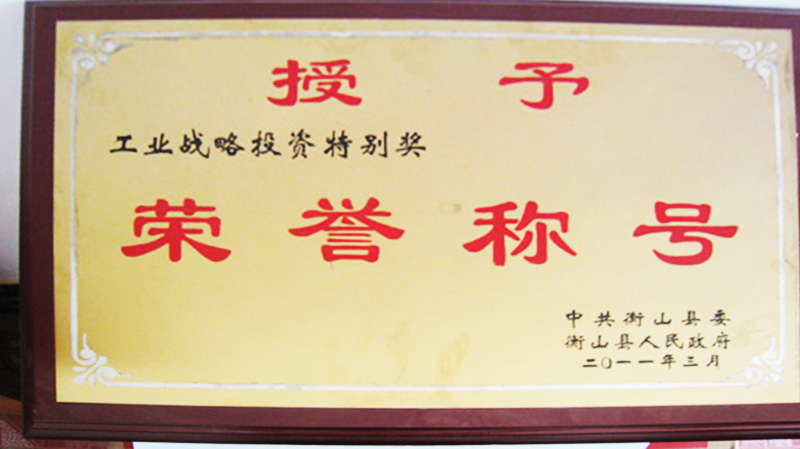 授予
工业战略投资特别奖
荣誉称号
中共衡山县委
衡山县人民政府
二〇一一年三月